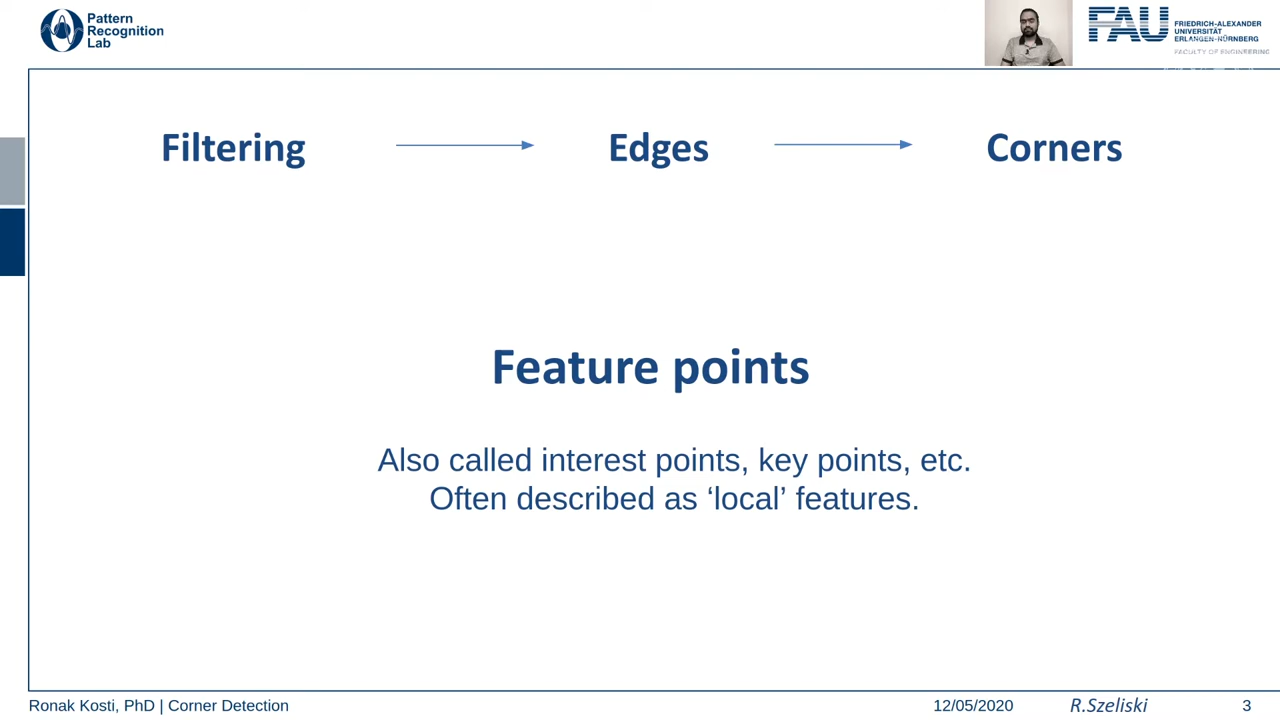 Pattern
Recognition
Lab
FAU
FRIEDRICH-ALEXANDER
UNIVERSITÄT
ERLANGEN-NÜRNBERG
FACULTY OF ENGINEERING
Filtering Edges Corners
Feature points
Also called interest points, key points, etc.
Often described as ‘local’ features.
Ronak Kosti, PhD | Corner Detection 12/05/2020 R.Szeliski 3